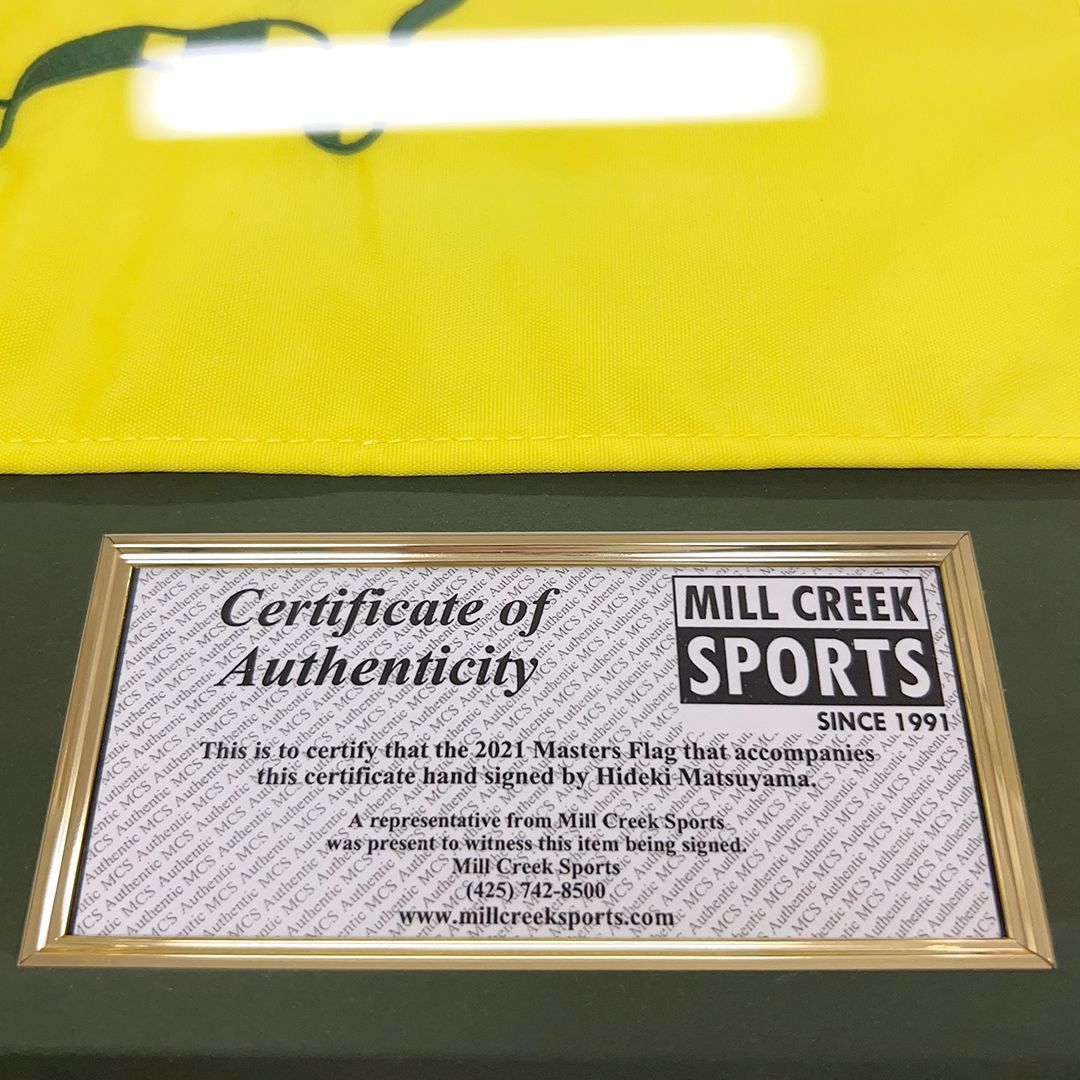 Certificate of
Authenticity
MILL CREEK
SPORTS
SINCE 1991
This is to certify that the 2021 Masters Flag that accompanies
this certificate hand signed by Hideki Matsuyama.
A representative from Mill Creek Sports
was present to witness this item being signed.
Mill Creek Sports
(425) 742-8500
www.millcreeksports.com